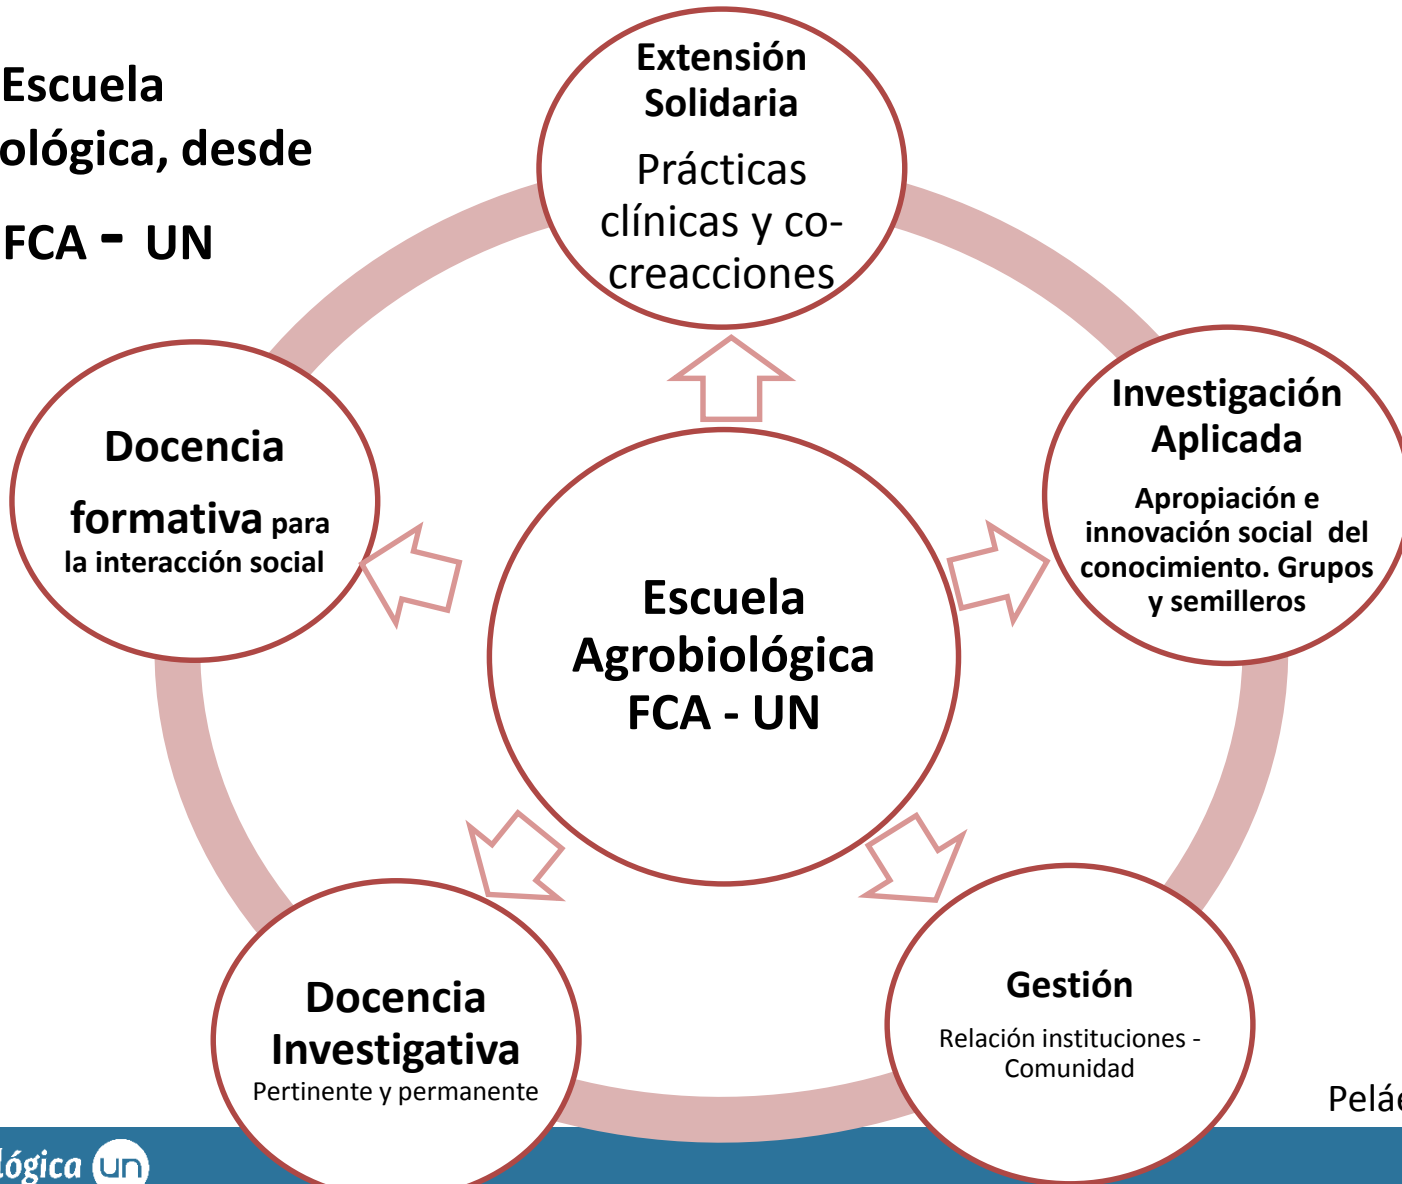 Escuela
ológica, desde
FCA - UN
Extensión
Solidaria
Prácticas
clínicas y co-
creacciones
Docencia
formativa para
la interacción social
Investigación
Aplicada
Apropiación e
innovación social del
conocimiento. Grupos
y semilleros
Escuela
Agrobiológica
FCA - UN
Docencia
Investigativa
Pertinente y permanente
Gestión
Relación instituciones -
Comunidad
Peláe
lógica un